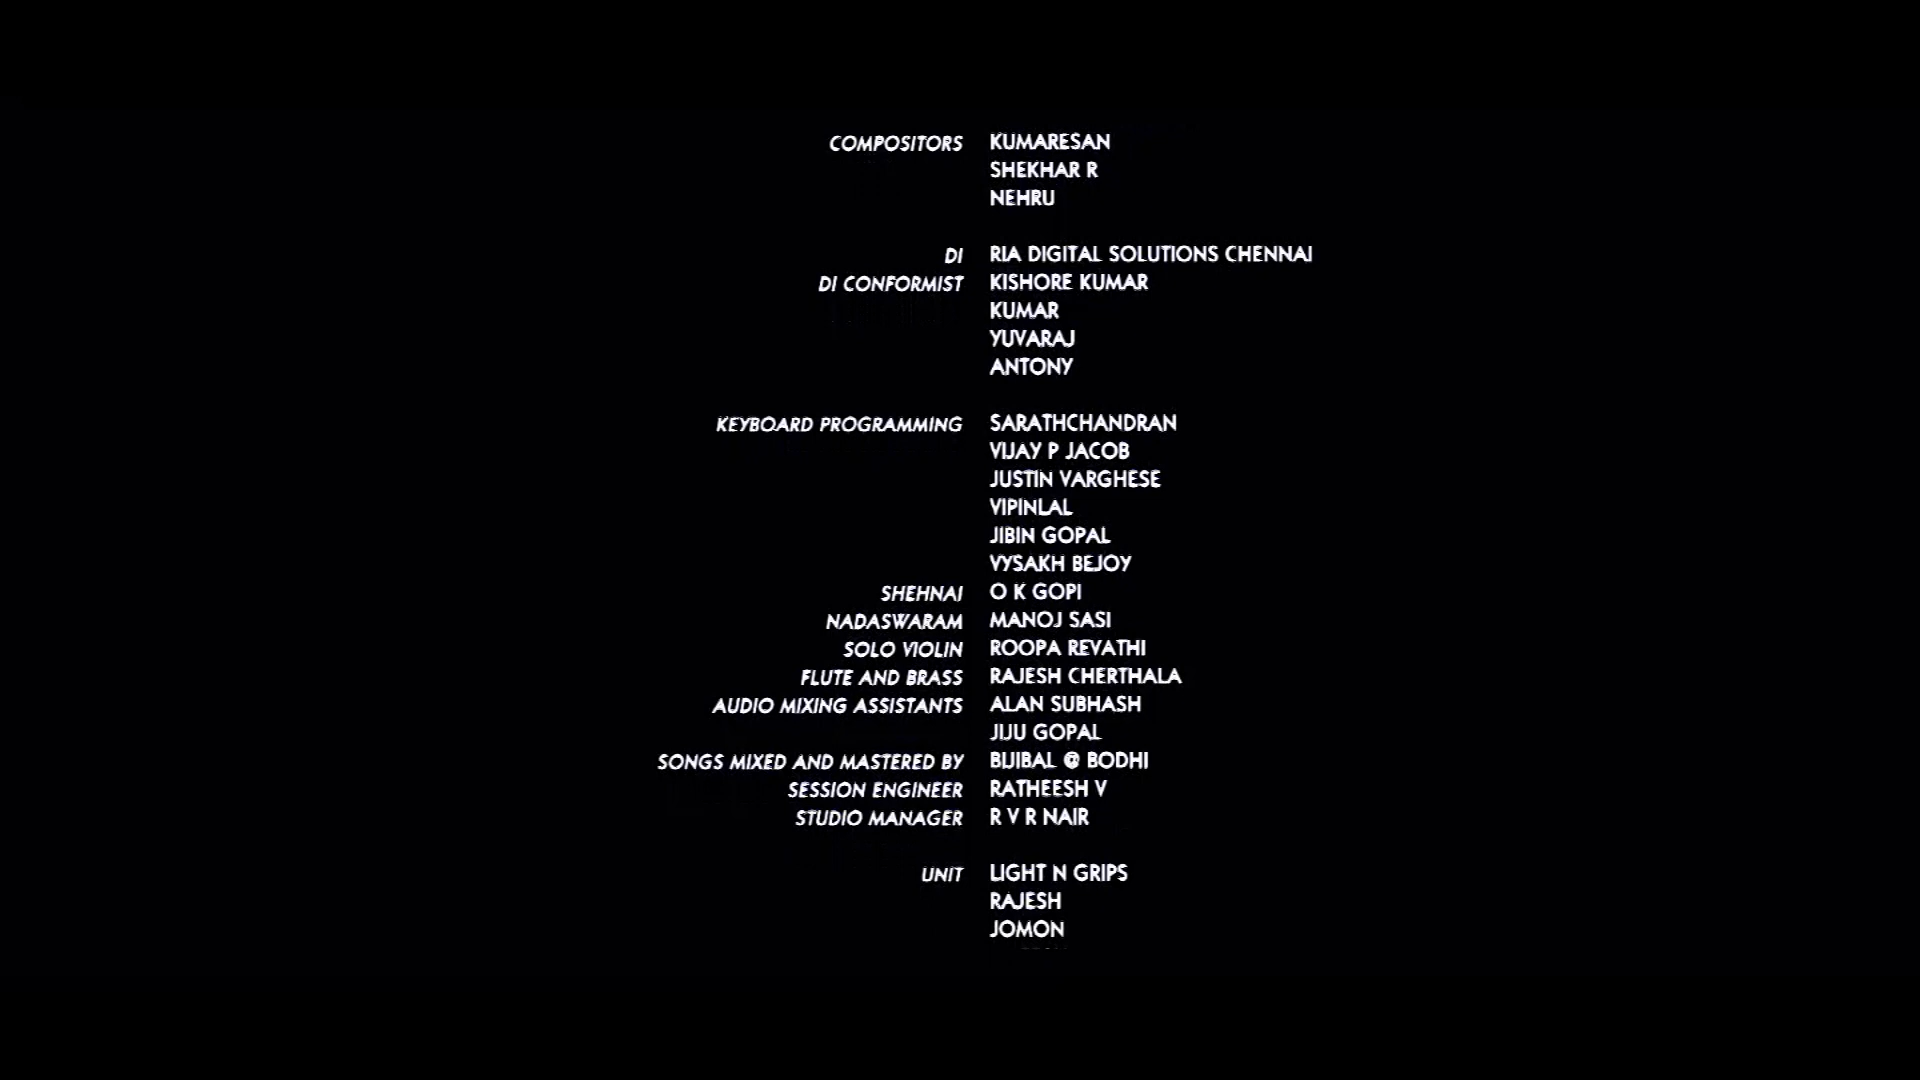 COMPOSITORS KUMARESAN
SHEKHAR R
NEHRU
DI RIA DIGITAL SOLUTIONS CHENNAI
DI CONFORMIST KISHORE KUMAR
KUMAR
YUVARAJ
ANTONY
KEYBOARD PROGRAMMING SARATHCHANDRAN
VIJAY P JACOB
JUSTIN VARGHESE
VIPINLAL
JIBIN GOPAL
VYSAKH BEJOY
SHEHNAI O K GOPI
NADASWARAM MANOJ SASI
SOLO VIOLIN ROOPA REVATHI
FLUTE AND BRASS RAJESH CHERTHALA
AUDIO MIXING ASSISTANTS ALAN SUBHASH
JIJU GOPAL
SONGS MIXED AND MASTERED BY BIJIBAL @ BODHI
SESSION ENGINEER RATHEESH V
STUDIO MANAGER R V R NAIR
UNIT LIGHT N GRIPS
RAJESH
JOMON